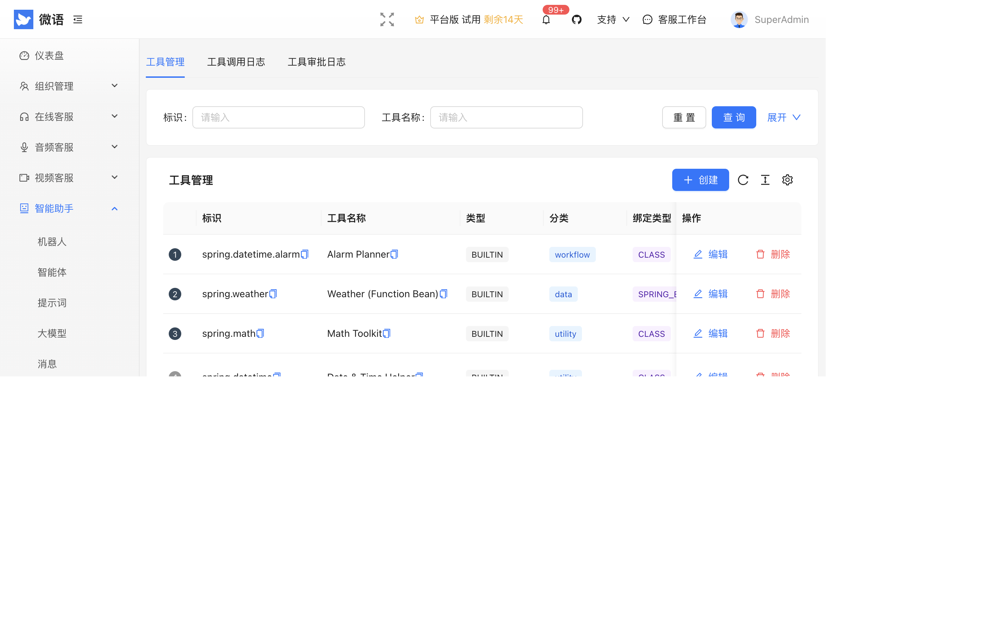 微语
平台版 试用 剩余14天
99+
支持
客服工作台
SuperAdmin
仪表盘
组织管理
在线客服
音频客服
视频客服
智能助手
机器人
智能体
提示词
大模型
消息
工具管理 工具调用日志 工具审批日志
标识: 请输入 工具名称: 请输入 重 置 查 询 展开
工具管理 创建
标识 工具名称 类型 分类 绑定类型 操作
1 spring.datetime.alarm Alarm Planner BUILTIN workflow CLASS 编辑 删除
2 spring.weather Weather (Function Bean) BUILTIN data SPRING_ 编辑 删除
3 spring.math Math Toolkit BUILTIN utility CLASS 编辑 删除
spring.datetime Date & Time Helper BUILTIN utility CLASS 编辑 删除